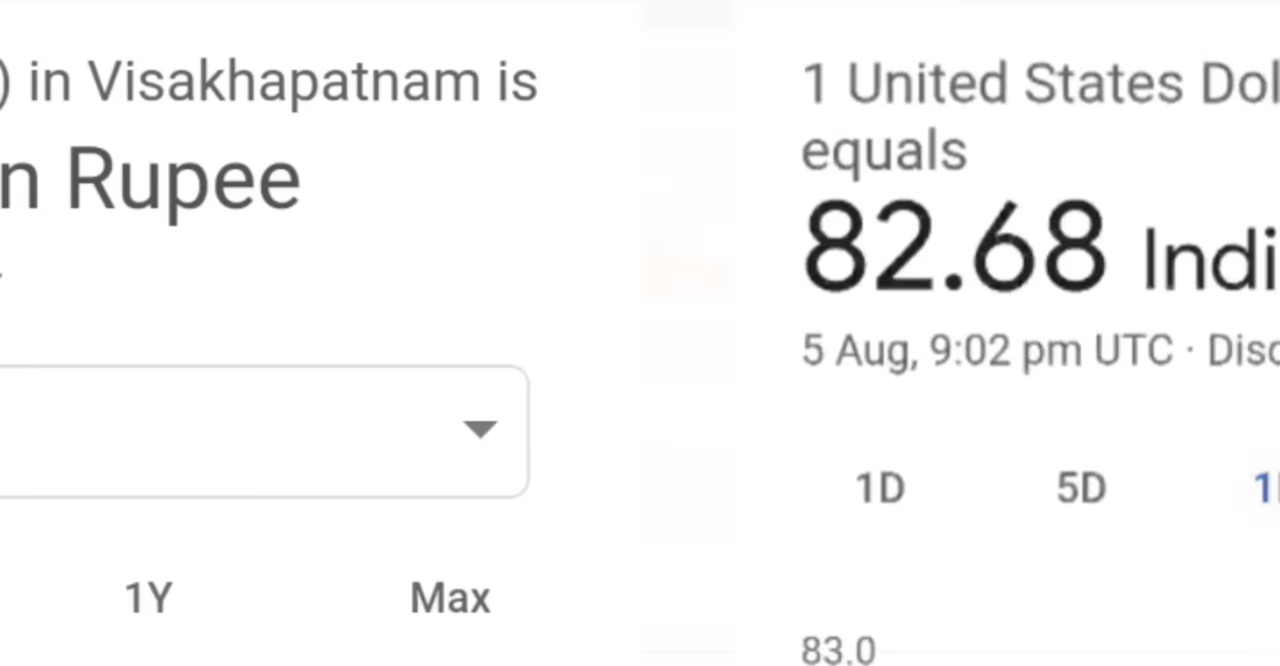 ) in Visakhapatnam is
n Rupee
1Y
Max
1 United States Dol
equals
82.68 Indi
5 Aug, 9:02 pm UTC · Disc
1D
5D
83.0